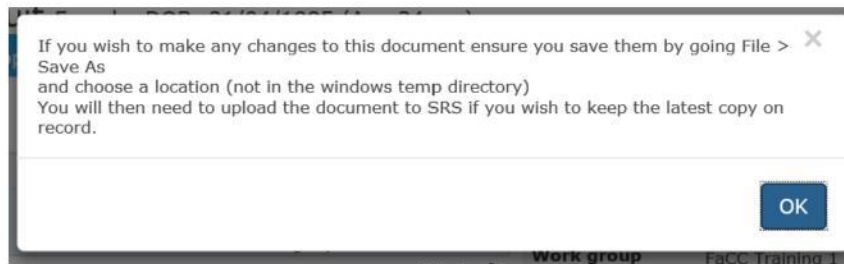 If you wish to make any changes to this document ensure you save them by going File >
Save As
and choose a location (not in the windows temp directory)
You will then need to upload the document to SRS if you wish to keep the latest copy on
record.
OK
Work group FaCC Training 1